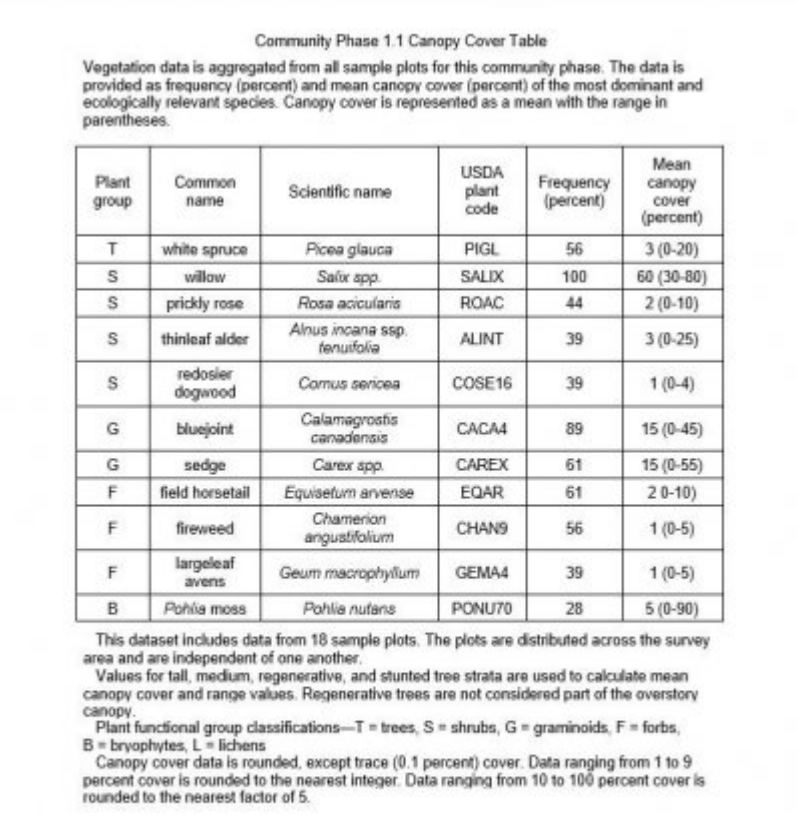 Community Phase 1.1 Canopy Cover Table
Vegetation data is aggregated from all sample plots for this community phase. The data is
provided as frequency (percent) and mean canopy cover (percent) of the most dominant and
ecologically relevant species. Canopy cover is represented as a mean with the range in
parentheses.
Plant group | Common name | Scientific name | USDA plant code | Frequency (percent) | Mean canopy cover (percent)
T | white spruce | Picea glauca | PIGL | 56 | 3 (0-20)
S | willow | Salix spp. | SALIX | 100 | 60 (30-80)
S | prickly rose | Rosa acicularis | ROAC | 44 | 2 (0-10)
S | thinleaf alder | Alnus incana ssp. tenuifolia | ALINT | 39 | 3 (0-25)
S | redosier dogwood | Cornus sericea | COSE16 | 39 | 1 (0-4)
G | bluejoint | Calamagrostis canadensis | CACA4 | 89 | 15 (0-45)
G | sedge | Carex spp. | CAREX | 61 | 15 (0-55)
F | field horsetail | Equisetum arvense | EQAR | 61 | 2 0-10)
F | fireweed | Chamerion angustifolium | CHAN9 | 56 | 1 (0-5)
F | largeleaf avens | Geum macrophyllum | GEMA4 | 39 | 1 (0-5)
B | Pohlia moss | Pohlia nutans | PONU70 | 28 | 5 (0-90)
This dataset includes data from 18 sample plots. The plots are distributed across the survey
area and are independent of one another.
Values for tall, medium, regenerative, and stunted tree strata are used to calculate mean
canopy cover and range values. Regenerative trees are not considered part of the overstory
canopy.
Plant functional group classifications—T = trees, S = shrubs, G = graminoids, F = forbs,
B = bryophytes, L = lichens
Canopy cover data is rounded, except trace (0.1 percent) cover. Data ranging from 1 to 9
percent cover is rounded to the nearest integer. Data ranging from 10 to 100 percent cover is
rounded to the nearest factor of 5.